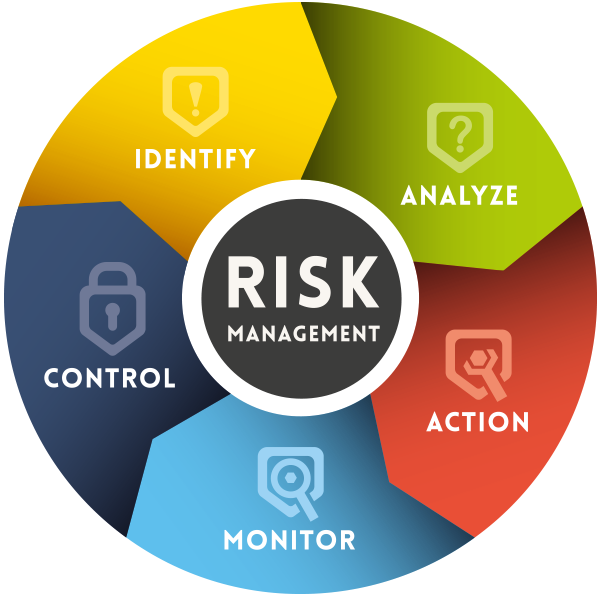 IDENTIFY
ANALYZE
RISK
MANAGEMENT
CONTROL
ACTION
MONITOR